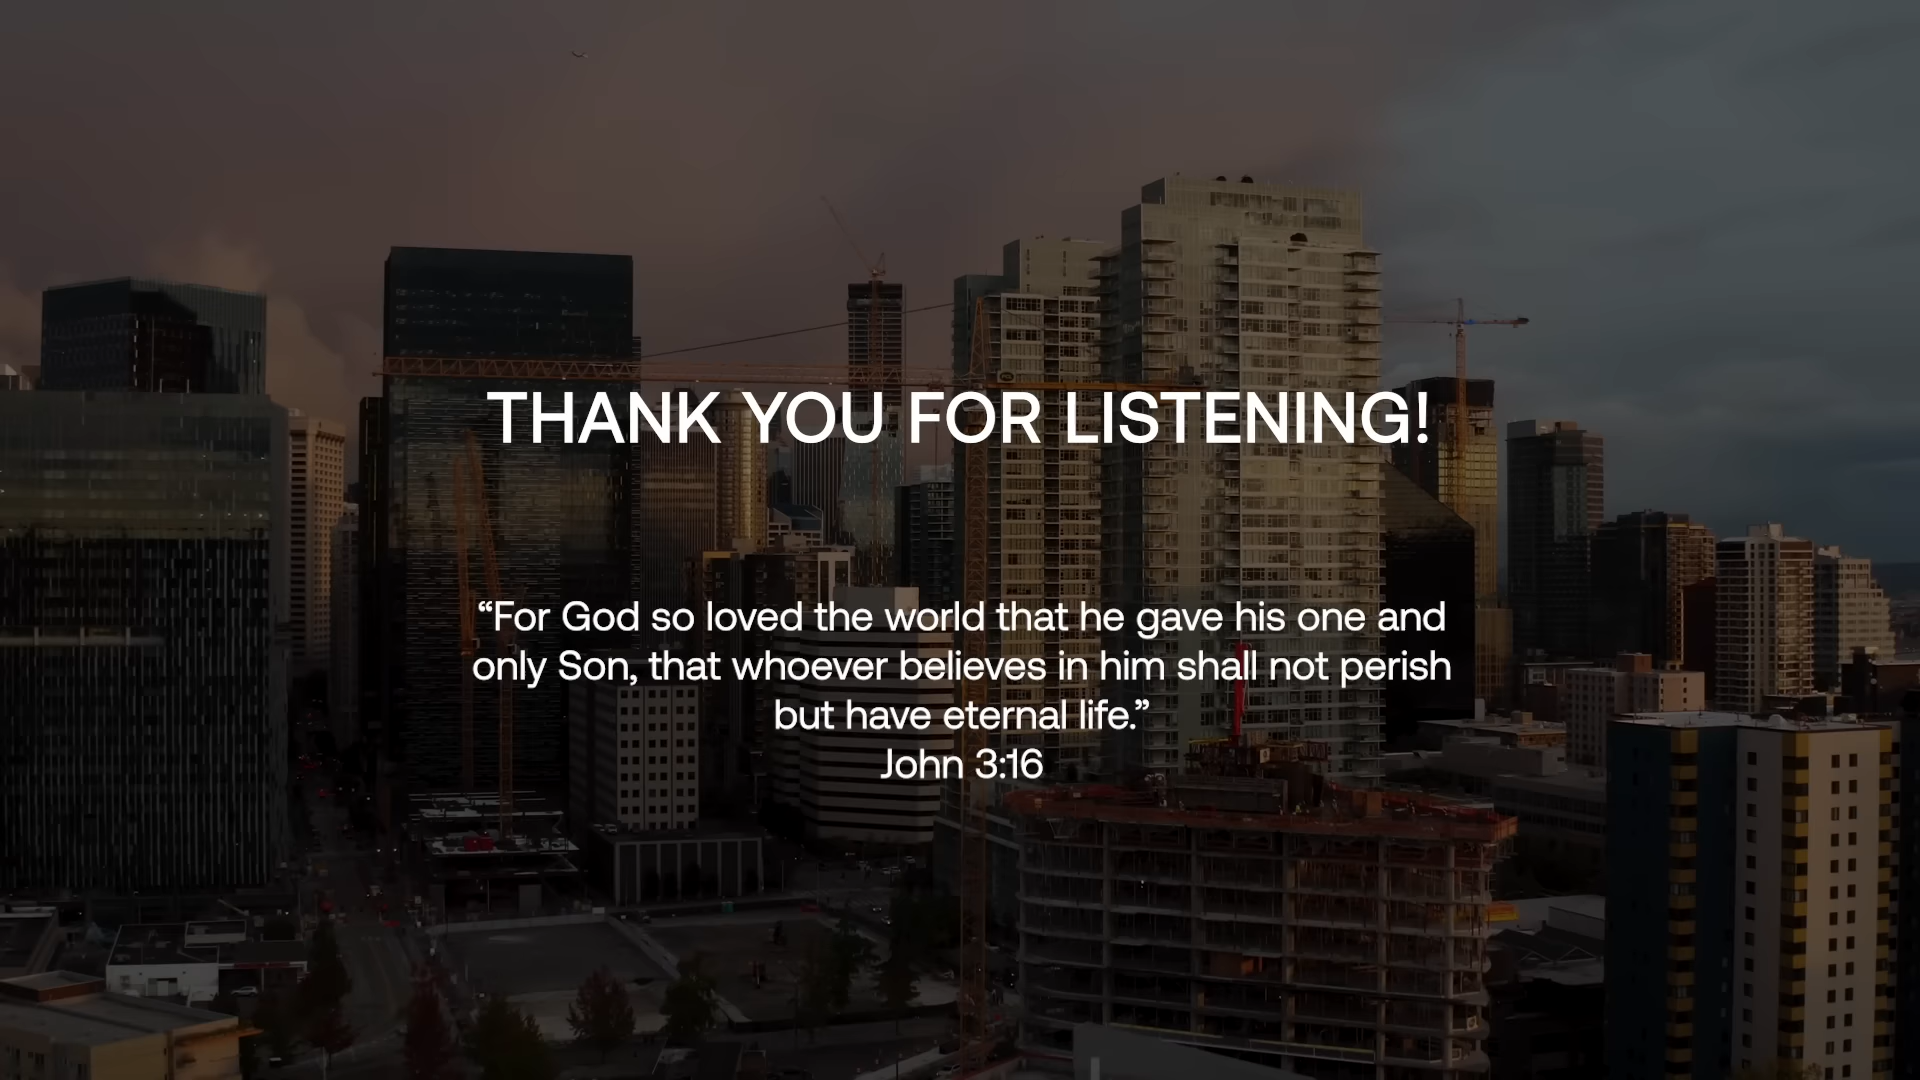 THANK YOU FOR LISTENING!
“For God so loved the world that he gave his one and
only Son, that whoever believes in him shall not perish
but have eternal life.”
John 3:16